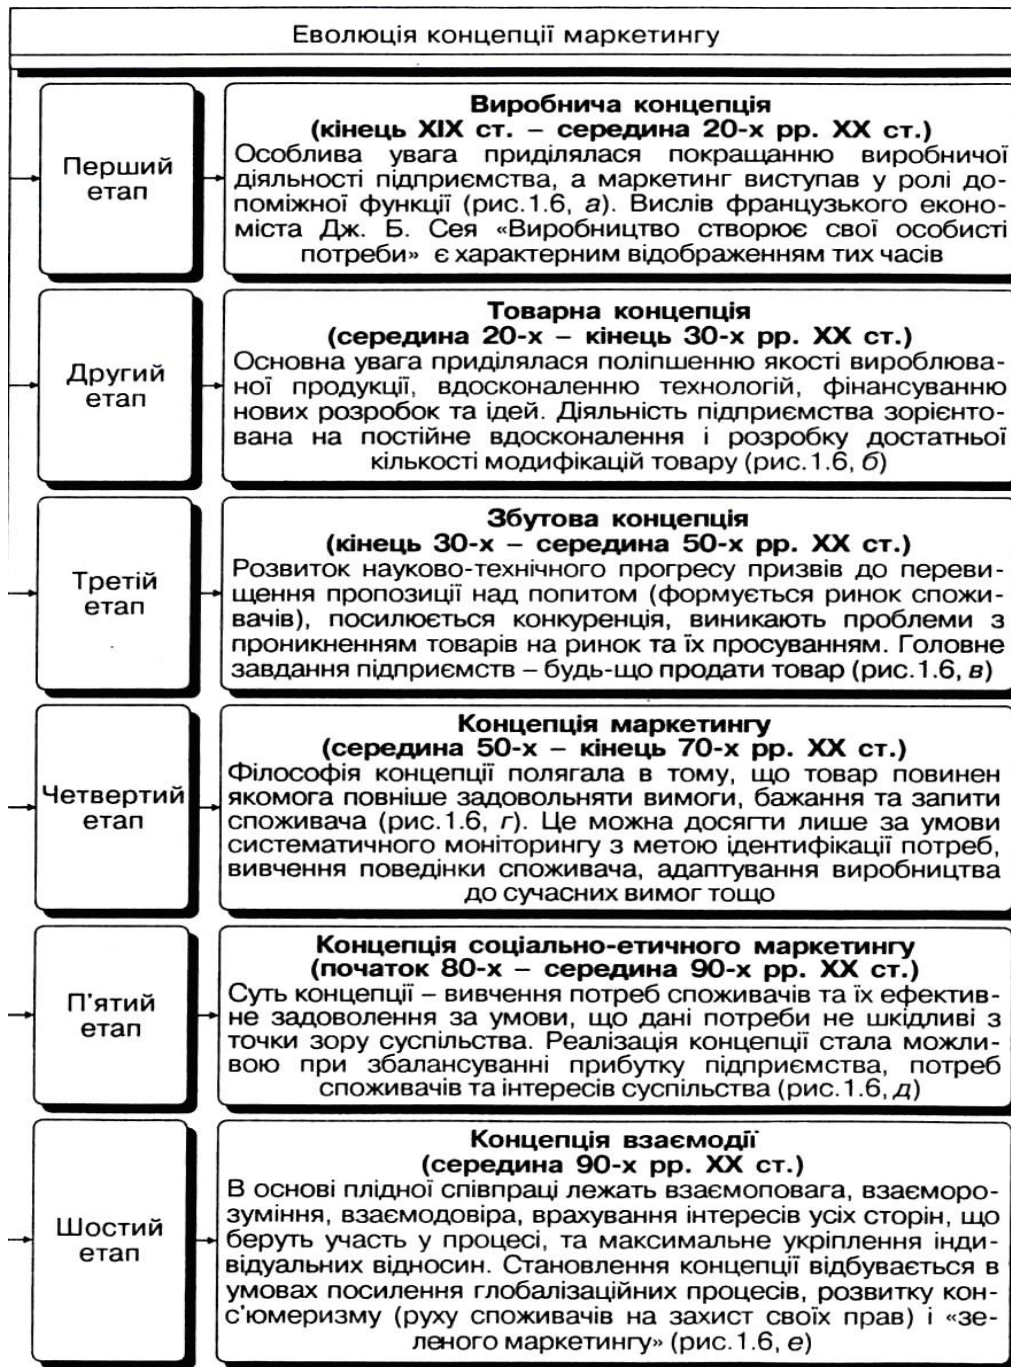 Еволюція концепції маркетингу
Перший
етап
Виробнича концепція
(кінець XIX ст. – середина 20-х рр. XX ст.)
Особлива увага приділялася покращанню виробничої
діяльності підприємства, а маркетинг виступав у ролі до-
поміжної функції (рис.1.6, а). Вислів французького еконо-
міста Дж. Б. Сея «Виробництво створює свої особисті
потреби» є характерним відображенням тих часів
Другий
етап
Товарна концепція
(середина 20-х – кінець 30-х рр. XX ст.)
Основна увага приділялася поліпшенню якості вироблюва-
ної продукції, вдосконаленню технологій, фінансуванню
нових розробок та ідей. Діяльність підприємства зорієнто-
вана на постійне вдосконалення і розробку достатньої
кількості модифікацій товару (рис.1.6, б)
Третій
етап
Збутова концепція
(кінець 30-х – середина 50-х рр. XX ст.)
Розвиток науково-технічного прогресу призвів до переви-
щення пропозиції над попитом (формується ринок спожи-
вачів), посилюється конкуренція, виникають проблеми з
проникненням товарів на ринок та їх просуванням. Головне
завдання підприємств – будь-що продати товар (рис.1.6, в)
Четвертий
етап
Концепція маркетингу
(середина 50-х – кінець 70-х рр. XX ст.)
Філософія концепції полягала в тому, що товар повинен
якомога повніше задовольняти вимоги, бажання та запити
споживача (рис.1.6, г). Це можна досягти лише за умови
систематичного моніторингу з метою ідентифікації потреб,
вивчення поведінки споживача, адаптування виробництва
до сучасних вимог тощо
П'ятий
етап
Концепція соціально-етичного маркетингу
(початок 80-х – середина 90-х рр. XX ст.)
Суть концепції – вивчення потреб споживачів та їх ефектив-
не задоволення за умови, що дані потреби не шкідливі з
точки зору суспільства. Реалізація концепції стала можли-
вою при збалансуванні прибутку підприємства, потреб
споживачів та інтересів суспільства (рис.1.6, д)
Шостий
етап
Концепція взаємодії
(середина 90-х рр. XX ст.)
В основі плідної співпраці лежать взаємоповага, взаєморо-
зуміння, взаємодовіра, врахування інтересів усіх сторін, що
беруть участь у процесі, та максимальне укріплення інди-
відуальних відносин. Становлення концепції відбувається в
умовах посилення глобалізаційних процесів, розвитку кон-
с'юмеризму (руху споживачів на захист своїх прав) і «зе-
леного маркетингу» (рис.1.6, е)